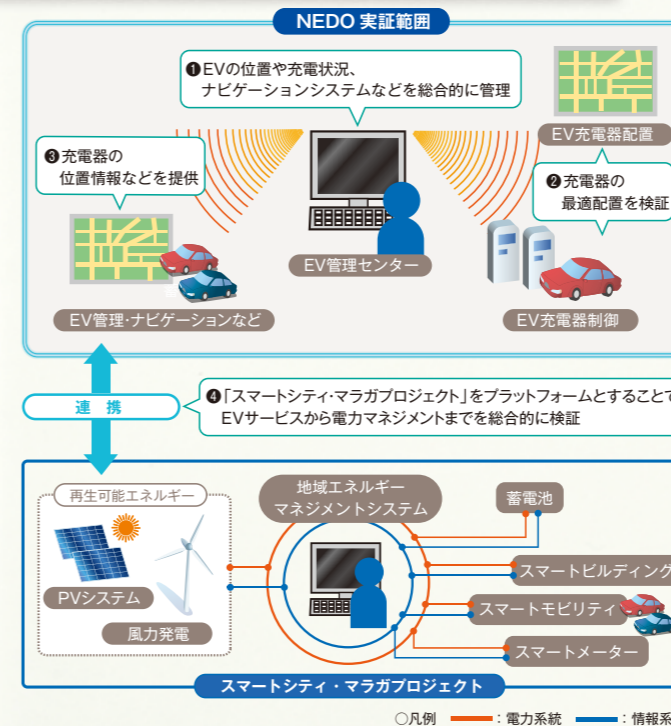 NEDO 実証範囲
❶EVの位置や充電状況、
ナビゲーションシステムなどを総合的に管理
EV充電器配置
❸充電器の
位置情報などを提供
❷充電器の
最適配置を検証
EV管理センター
EV管理・ナビゲーションなど
EV充電器制御
連 携
❹「スマートシティ・マラガプロジェクト」をプラットフォームとすることで
EVサービスから電力マネジメントまでを総合的に検証
再生可能エネルギー
地域エネルギー
マネジメントシステム
蓄電池
スマートビルディング
PVシステム
スマートモビリティ
風力発電
スマートメーター
スマートシティ・マラガプロジェクト
○凡例 :電力系統 :情報系